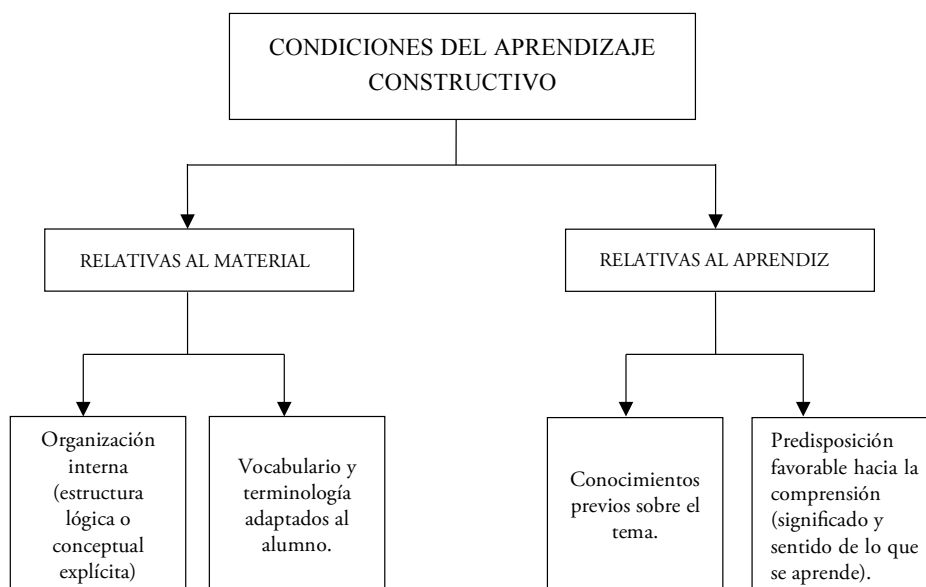 CONDICIONES DEL APRENDIZAJE
CONSTRUCTIVO
RELATIVAS AL MATERIAL
RELATIVAS AL APRENDIZ
Organización
interna
(estructura
lógica o
conceptual
explícita)
Vocabulario y
terminología
adaptados al
alumno.
Conocimientos
previos sobre el
tema.
Predisposición
favorable hacia la
comprensión
(significado y
sentido de lo que
se aprende).